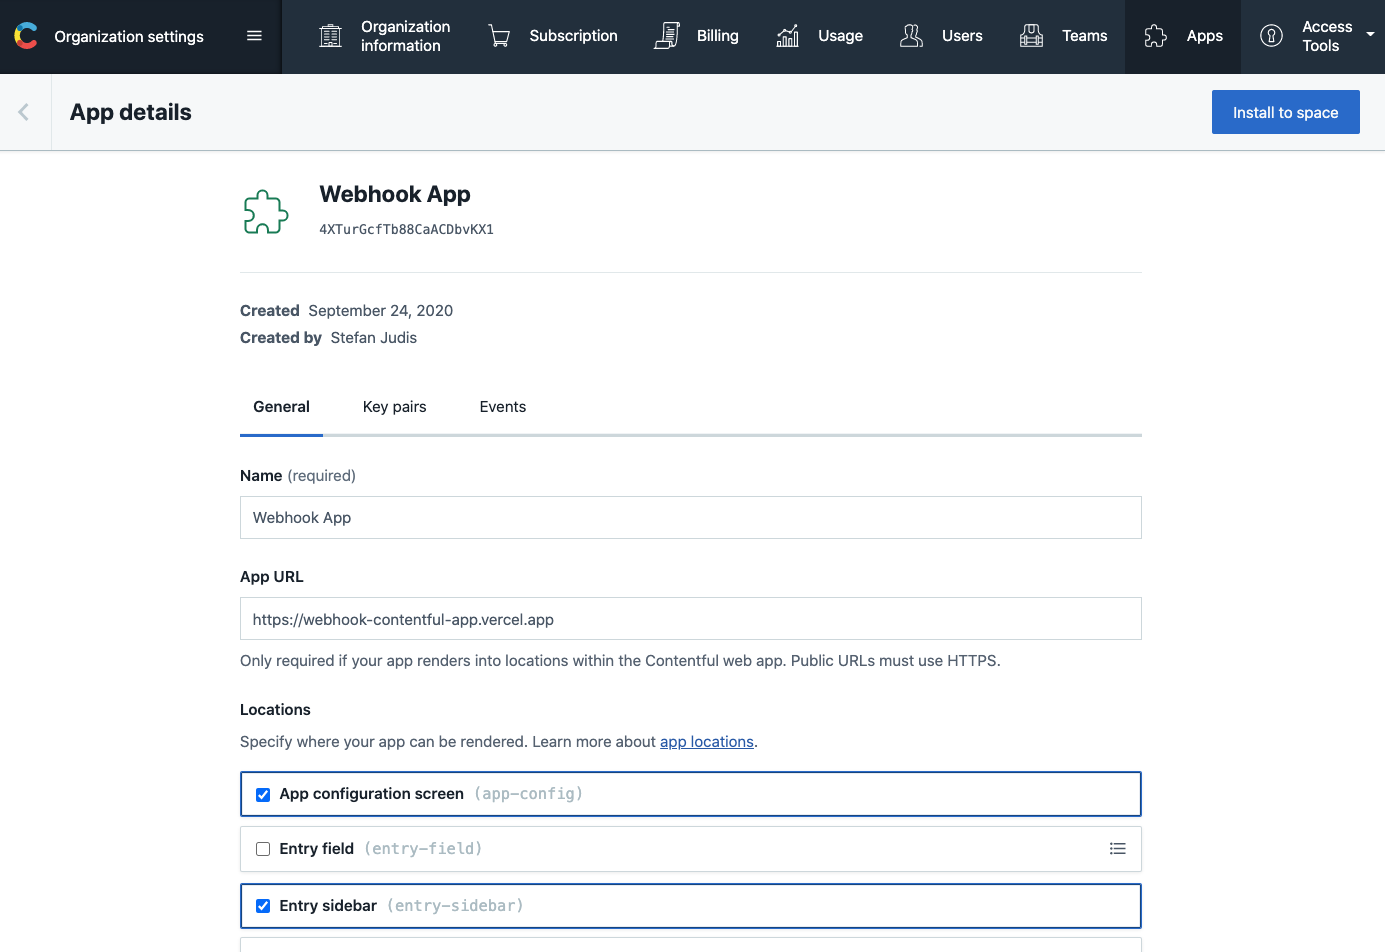 Organization settings
Organization information
Subscription
Billing
Usage
Users
Teams
Apps
Access Tools
App details
Install to space
Webhook App
4XTurGcfTb88CaACDbvKX1
Created September 24, 2020
Created by Stefan Judis
General
Key pairs
Events
Name (required)
Webhook App
App URL
https://webhook-contentful-app.vercel.app
Only required if your app renders into locations within the Contentful web app. Public URLs must use HTTPS.
Locations
Specify where your app can be rendered. Learn more about app locations.
App configuration screen (app-config)
Entry field (entry-field)
Entry sidebar (entry-sidebar)